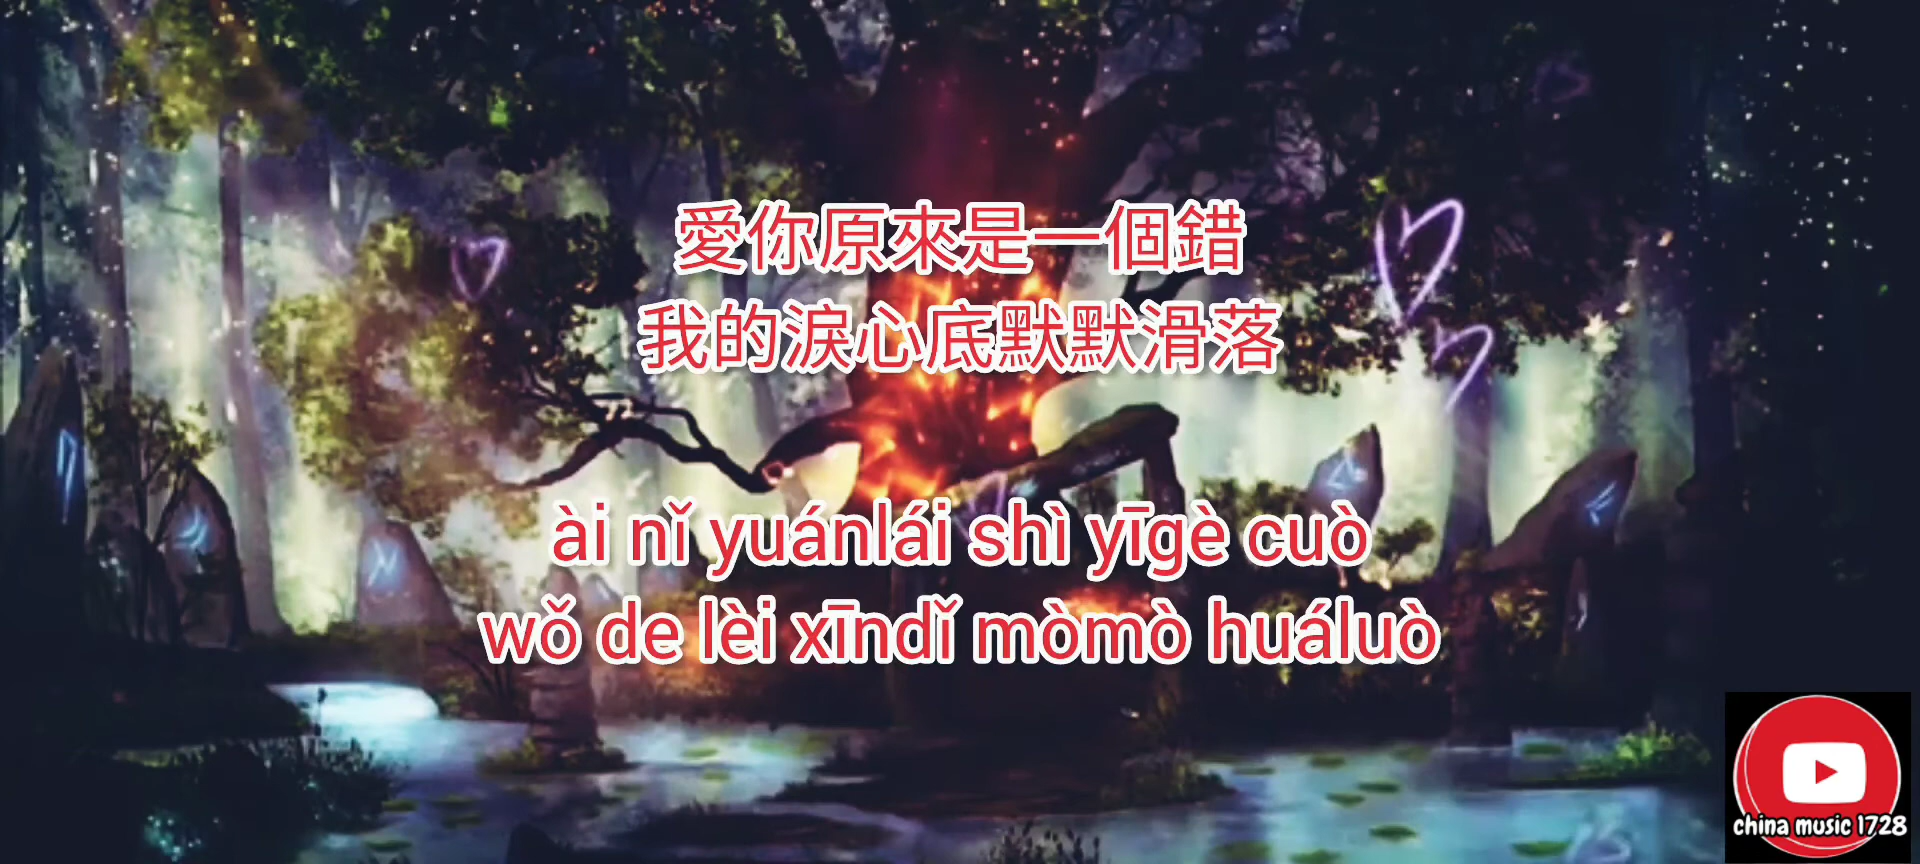 愛你原來是一個錯
我的淚心底默默滑落
ài nǐ yuánlái shì yīgè cuò
wǒ de lèi xīndǐ mòmò huáluò
china music 1728